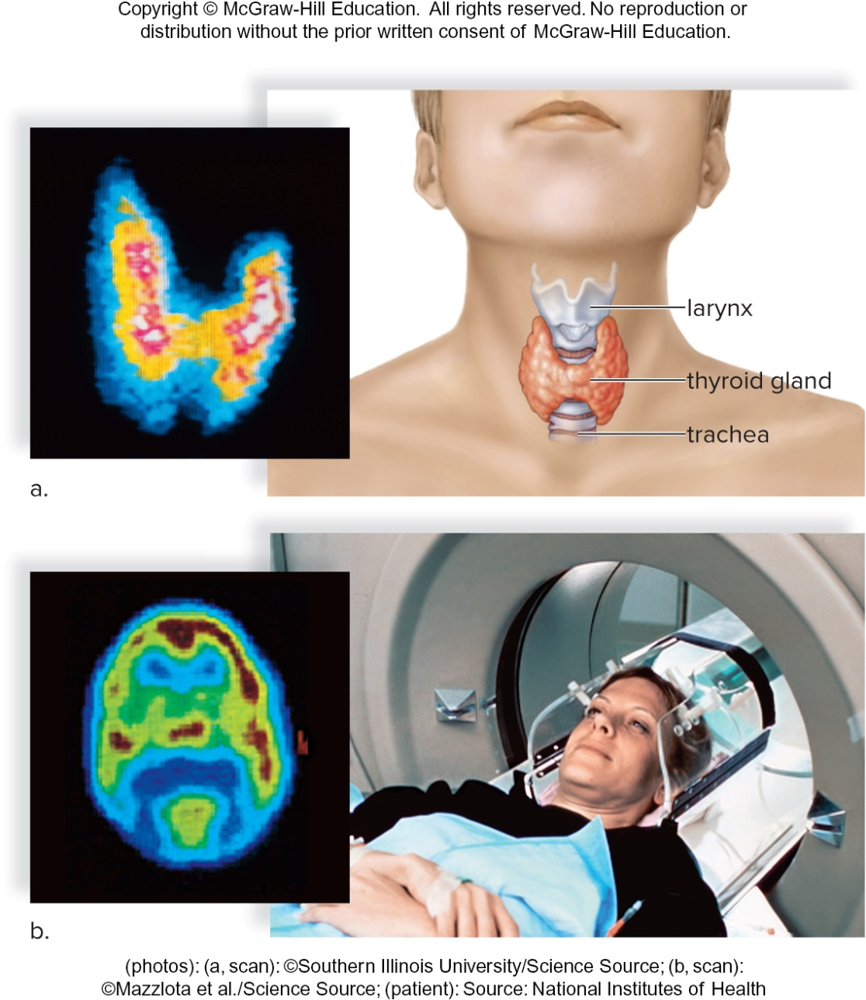 Copyright © McGraw-Hill Education. All rights reserved. No reproduction or
distribution without the prior written consent of McGraw-Hill Education.
larynx
thyroid gland
trachea
a.
b.
(photos): (a, scan): ©Southern Illinois University/Science Source; (b, scan):
©Mazzlota et al./Science Source; (patient): Source: National Institutes of Health